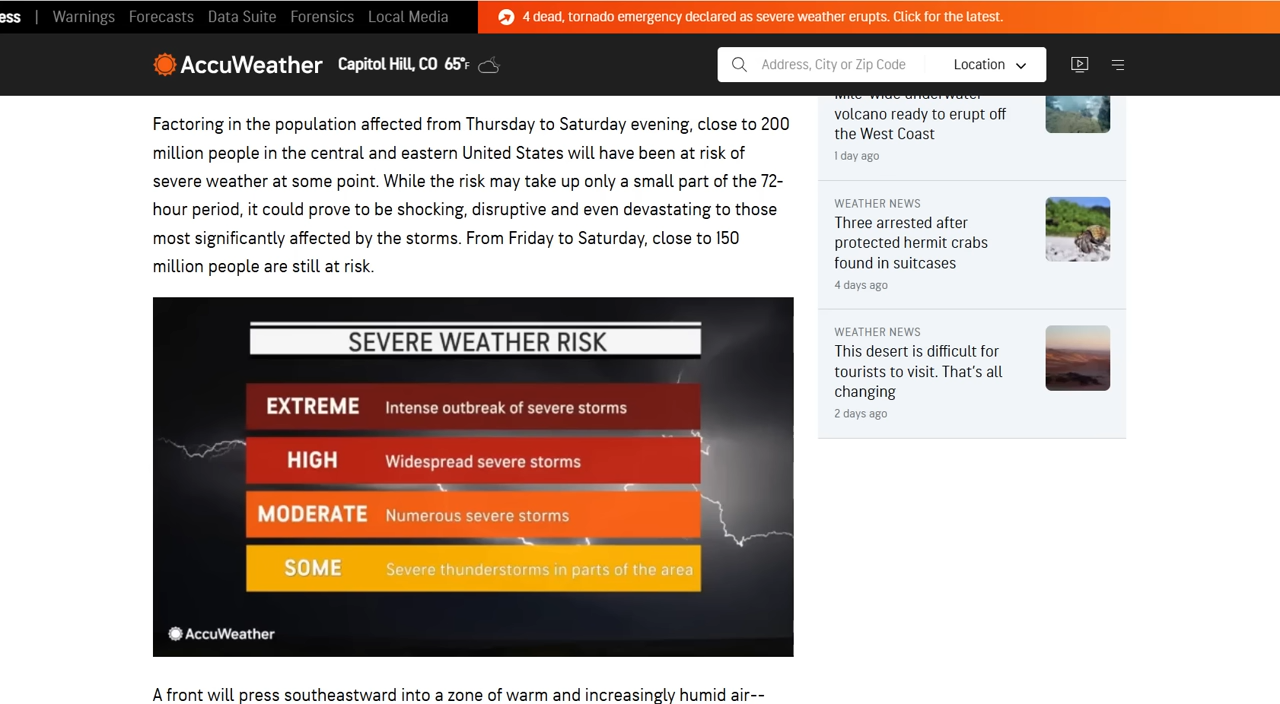 ess | Warnings Forecasts Data Suite Forensics Local Media
4 dead, tornado emergency declared as severe weather erupts. Click for the latest.
AccuWeather Capitol Hill, CO 65°F
Address, City or Zip Code Location
Factoring in the population affected from Thursday to Saturday evening, close to 200
million people in the central and eastern United States will have been at risk of
severe weather at some point. While the risk may take up only a small part of the 72-
hour period, it could prove to be shocking, disruptive and even devastating to those
most significantly affected by the storms. From Friday to Saturday, close to 150
million people are still at risk.
SEVERE WEATHER RISK
EXTREME Intense outbreak of severe storms
HIGH Widespread severe storms
MODERATE Numerous severe storms
SOME Severe thunderstorms in parts of the area
AccuWeather
A front will press southeastward into a zone of warm and increasingly humid air--
Mile-wide underwater
volcano ready to erupt off
the West Coast
1 day ago
WEATHER NEWS
Three arrested after
protected hermit crabs
found in suitcases
4 days ago
WEATHER NEWS
This desert is difficult for
tourists to visit. That's all
changing
2 days ago